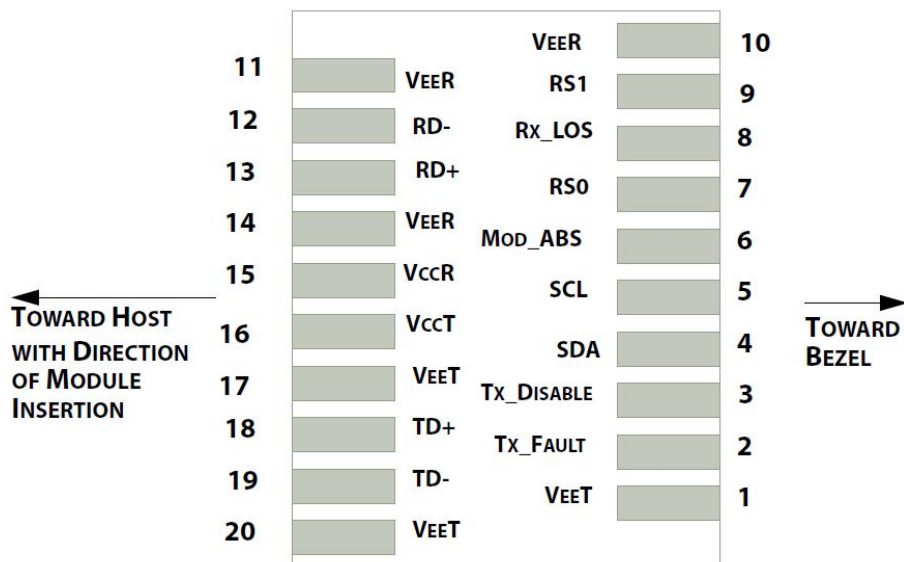 11 VEER
12 RD-
13 RD+
14 VEER
15 VCCR
16 VCCT
17 VEET
18 TD+
19 TD-
20 VEET
TOWARD HOST
WITH DIRECTION
OF MODULE
INSERTION
VEER 10
RS1 9
RX_LOS 8
RS0 7
MOD_ABS 6
SCL 5
SDA 4
TX_DISABLE 3
TX_FAULT 2
VEET 1
TOWARD
BEZEL